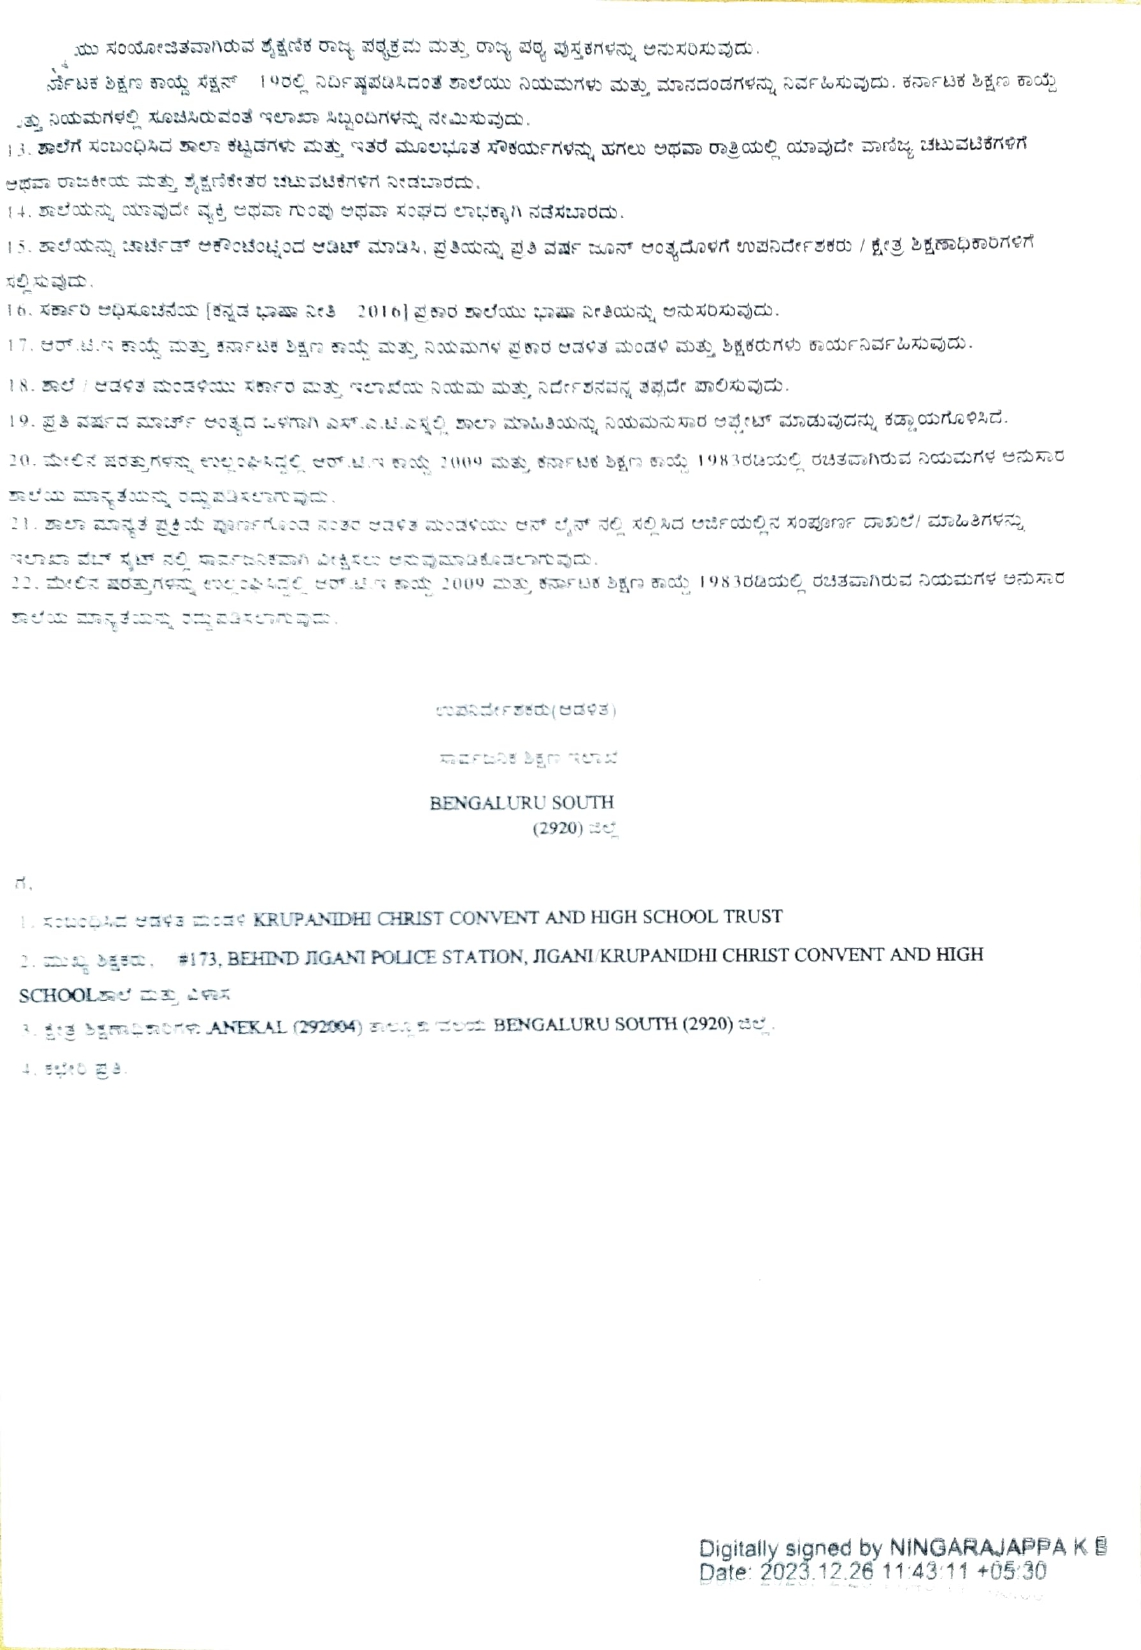 ಯು ಸಂಯೋಜಿತವಾಗಿರುವ ಶೈಕ್ಷಣಿಕ ರಾಜ್ಯ ಪಠ್ಯಕ್ರಮ ಮತ್ತು ರಾಜ್ಯ ಪಠ್ಯ ಪುಸ್ತಕಗಳನ್ನು ಅನುಸರಿಸುವುದು.
ರ್ನಾಟಕ ಶಿಕ್ಷಣ ಕಾಯ್ದೆ ಸೆಕ್ಷನ್ 19ರಲ್ಲಿ ನಿರ್ದಿಷ್ಟಪಡಿಸಿದಂತೆ ಶಾಲೆಯು ನಿಯಮಗಳು ಮತ್ತು ಮಾನದಂಡಗಳನ್ನು ನಿರ್ವಹಿಸುವುದು. ಕರ್ನಾಟಕ ಶಿಕ್ಷಣ ಕಾಯ್ದೆ
ತ್ತು ನಿಯಮಗಳಲ್ಲಿ ಸೂಚಿಸಿರುವಂತೆ ಇಲಾಖಾ ಸಿಬ್ಬಂದಿಗಳನ್ನು ನೇಮಿಸುವುದು.
13. ಶಾಲೆಗೆ ಸಂಬಂಧಿಸಿದ ಶಾಲಾ ಕಟ್ಟಡಗಳು ಮತ್ತು ಇತರೆ ಮೂಲಭೂತ ಸೌಕರ್ಯಗಳನ್ನು ಹಗಲು ಅಥವಾ ರಾತ್ರಿಯಲ್ಲಿ ಯಾವುದೇ ವಾಣಿಜ್ಯ ಚಟುವಟಿಕೆಗಳಿಗೆ
ಅಥವಾ ರಾಜಕೀಯ ಮತ್ತು ಶೈಕ್ಷಣಿಕೇತರ ಚಟುವಟಿಕೆಗಳಿಗೆ ನೀಡಬಾರದು.
14. ಶಾಲೆಯನ್ನು ಯಾವುದೇ ವ್ಯಕ್ತಿ ಅಥವಾ ಗುಂಪು ಅಥವಾ ಸಂಘದ ಲಾಭಕ್ಕಾಗಿ ನಡೆಸಬಾರದು.
15. ಶಾಲೆಯನ್ನು ಚಾರ್ಟೆಡ್ ಅಕೌಂಟೆಂಟ್ನಿಂದ ಆಡಿಟ್ ಮಾಡಿಸಿ, ಪ್ರತಿಯನ್ನು ಪ್ರತಿ ವರ್ಷ ಜೂನ್ ಅಂತ್ಯದೊಳಗೆ ಉಪನಿರ್ದೇಶಕರು / ಕ್ಷೇತ್ರ ಶಿಕ್ಷಣಾಧಿಕಾರಿಗಳಿಗೆ
ಸಲ್ಲಿಸುವುದು.
16. ಸರ್ಕಾರಿ ಅಧಿಸೂಚನೆಯ [ಕನ್ನಡ ಭಾಷಾ ನೀತಿ 2016] ಪ್ರಕಾರ ಶಾಲೆಯು ಭಾಷಾ ನೀತಿಯನ್ನು ಅನುಸರಿಸುವುದು.
17. ಆರ್.ಟಿ.ಇ ಕಾಯ್ದೆ ಮತ್ತು ಕರ್ನಾಟಕ ಶಿಕ್ಷಣ ಕಾಯ್ದೆ ಮತ್ತು ನಿಯಮಗಳ ಪ್ರಕಾರ ಆಡಳಿತ ಮಂಡಳಿ ಮತ್ತು ಶಿಕ್ಷಕರುಗಳು ಕಾರ್ಯನಿರ್ವಹಿಸುವುದು.
18. ಶಾಲೆ / ಆಡಳಿತ ಮಂಡಳಿಯು ಸರ್ಕಾರ ಮತ್ತು ಇಲಾಖೆಯ ನಿಯಮ ಮತ್ತು ನಿರ್ದೇಶನವನ್ನ ತಪ್ಪದೇ ಪಾಲಿಸುವುದು.
19. ಪ್ರತಿ ವರ್ಷದ ಮಾರ್ಚ್ ಅಂತ್ಯದ ಒಳಗಾಗಿ ಎಸ್.ಎ.ಟಿ.ಎಸ್ನಲ್ಲಿ ಶಾಲಾ ಮಾಹಿತಿಯನ್ನು ನಿಯಮನುಸಾರ ಅಪ್ಡೇಟ್ ಮಾಡುವುದನ್ನು ಕಡ್ಡಾಯಗೊಳಿಸಿದೆ.
20. ಮೇಲಿನ ಷರತ್ತುಗಳನ್ನು ಉಲ್ಲಂಘಿಸಿದ್ದಲ್ಲಿ ಆರ್.ಟಿ.ಇ ಕಾಯ್ದೆ 2009 ಮತ್ತು ಕರ್ನಾಟಕ ಶಿಕ್ಷಣ ಕಾಯ್ದೆ 1983ರಡಿಯಲ್ಲಿ ರಚಿತವಾಗಿರುವ ನಿಯಮಗಳ ಅನುಸಾರ
ಶಾಲೆಯ ಮಾನ್ಯತೆಯನ್ನು ರದ್ದುಪಡಿಸಲಾಗುವುದು.
21. ಶಾಲಾ ಮಾನ್ಯತೆ ಪ್ರಕ್ರಿಯೆ ಪೂರ್ಣಗೊಂಡ ನಂತರ ಆಡಳಿತ ಮಂಡಳಿಯು ಆನ್ ಲೈನ್ ನಲ್ಲಿ ಸಲ್ಲಿಸಿದ ಅರ್ಜಿಯಲ್ಲಿನ ಸಂಪೂರ್ಣ ದಾಖಲೆ/ ಮಾಹಿತಿಗಳನ್ನು
ಇಲಾಖಾ ವೆಬ್ ಸೈಟ್ ನಲ್ಲಿ ಸಾರ್ವಜನಿಕವಾಗಿ ವೀಕ್ಷಿಸಲು ಅನುವುಮಾಡಿಕೊಡಲಾಗುವುದು.
22. ಮೇಲಿನ ಷರತ್ತುಗಳನ್ನು ಉಲ್ಲಂಘಿಸಿದ್ದಲ್ಲಿ ಆರ್.ಟಿ.ಇ ಕಾಯ್ದೆ 2009 ಮತ್ತು ಕರ್ನಾಟಕ ಶಿಕ್ಷಣ ಕಾಯ್ದೆ 1983ರಡಿಯಲ್ಲಿ ರಚಿತವಾಗಿರುವ ನಿಯಮಗಳ ಅನುಸಾರ
ಶಾಲೆಯ ಮಾನ್ಯತೆಯನ್ನು ರದ್ದುಪಡಿಸಲಾಗುವುದು.
ಉಪನಿರ್ದೇಶಕರು(ಆಡಳಿತ)
ಸಾರ್ವಜನಿಕ ಶಿಕ್ಷಣ ಇಲಾಖೆ
BENGALURU SOUTH
(2920) ಜಿಲ್ಲೆ
ಗೆ,
1. ಸಂಬಂಧಿಸಿದ ಆಡಳಿತ ಮಂಡಳಿ KRUPANIDHI CHRIST CONVENT AND HIGH SCHOOL TRUST
2. ಮುಖ್ಯ ಶಿಕ್ಷಕರು, #173, BEHIND JIGANI POLICE STATION, JIGANI/KRUPANIDHI CHRIST CONVENT AND HIGH
SCHOOLಶಾಲೆ ಮತ್ತು ವಿಳಾಸ
3. ಕ್ಷೇತ್ರ ಶಿಕ್ಷಣಾಧಿಕಾರಿಗಳು ,ANEKAL (292004) ತಾಲ್ಲೂಕು ವಲಯ BENGALURU SOUTH (2920) ಜಿಲ್ಲೆ.
4. ಕಛೇರಿ ಪ್ರತಿ.
Digitally signed by NINGARAJAPPA K B
Date: 2023.12.26 11:43:11 +05:30